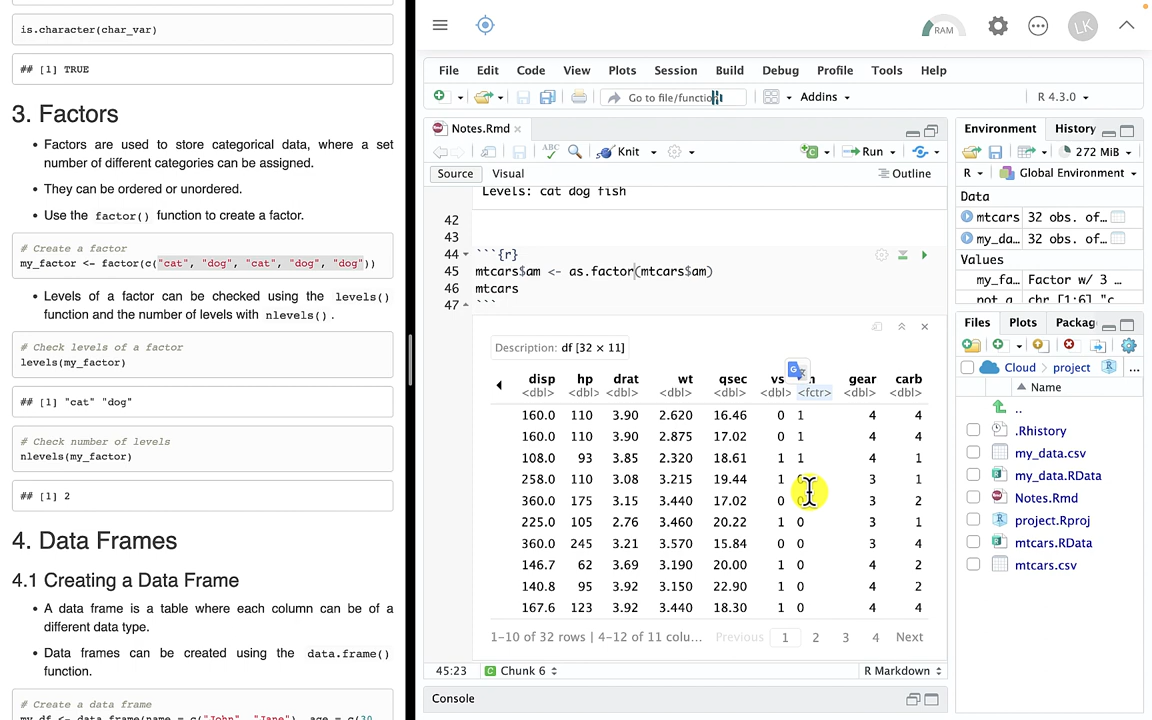 is.character(char_var)
## [1] TRUE
3. Factors
• Factors are used to store categorical data, where a set
number of different categories can be assigned.
• They can be ordered or unordered.
• Use the factor() function to create a factor.
# Create a factor
my_factor <- factor(c("cat", "dog", "cat", "dog", "dog"))
• Levels of a factor can be checked using the levels()
function and the number of levels with nlevels().
# Check levels of a factor
levels(my_factor)
## [1] "cat" "dog"
# Check number of levels
nlevels(my_factor)
## [1] 2
4. Data Frames
4.1 Creating a Data Frame
• A data frame is a table where each column can be of a
different data type.
• Data frames can be created using the data.frame()
function.
# Create a data frame
my_df <- data.frame(name = c("John", "Jane"), age = c(30,
RAM
LK
File Edit Code View Plots Session Build Debug Profile Tools Help
Go to file/function
Addins
R 4.3.0
Notes.Rmd
ABC
Knit
Run
Source Visual
Outline
Levels: cat dog fish
42
43
44 ```{r}
45 mtcars$am <- as.factor(mtcars$am)
46 mtcars
47 ```
Description: df [32 × 11]
disp hp drat wt qsec vs gear carb
<dbl> <dbl> <dbl> <dbl> <dbl> <dbl> <fctr> <dbl> <dbl>
160.0 110 3.90 2.620 16.46 0 1 4 4
160.0 110 3.90 2.875 17.02 0 1 4 4
108.0 93 3.85 2.320 18.61 1 1 4 1
258.0 110 3.08 3.215 19.44 1 0 3 1
360.0 175 3.15 3.440 17.02 0 0 3 2
225.0 105 2.76 3.460 20.22 1 0 3 1
360.0 245 3.21 3.570 15.84 0 0 3 4
146.7 62 3.69 3.190 20.00 1 0 4 2
140.8 95 3.92 3.150 22.90 1 0 4 2
167.6 123 3.92 3.440 18.30 1 0 4 4
1-10 of 32 rows | 4-12 of 11 colu... Previous 1 2 3 4 Next
45:23 Chunk 6
R Markdown
Console
Environment History
272 MiB
R Global Environment
Data
mtcars 32 obs. of…
my_da… 32 obs. of…
Values
my_fa… Factor w/ 3 …
not_a chr [1:6] "c
Files Plots Packag
Cloud project
...
Name
..
.Rhistory
my_data.csv
my_data.RData
Notes.Rmd
project.Rproj
mtcars.RData
mtcars.csv